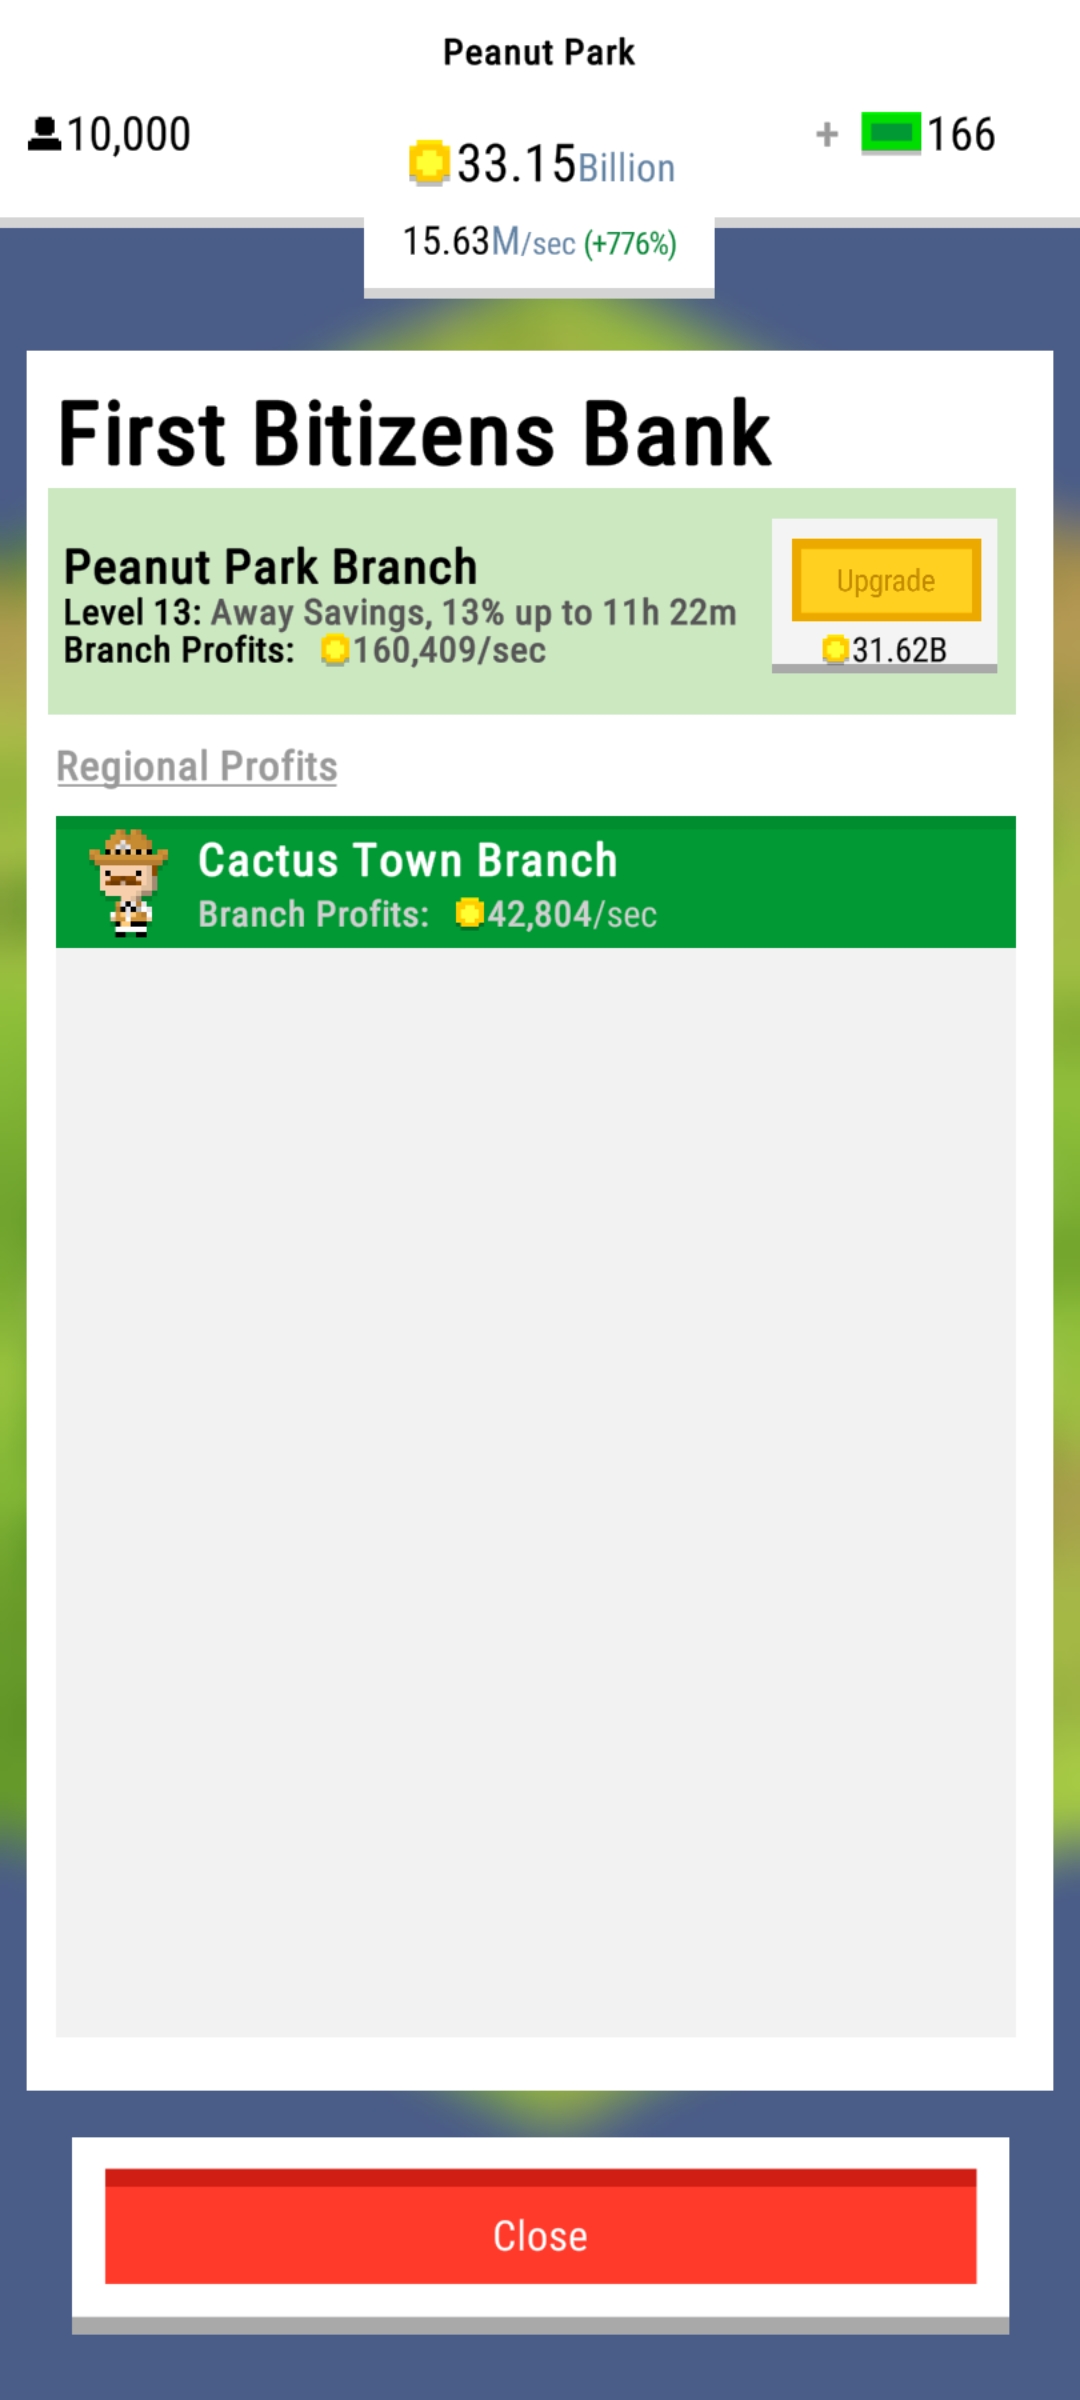 Peanut Park
10,000
33.15Billion
+ 166
15.63M/sec (+776%)
First Bitizens Bank
Peanut Park Branch
Level 13: Away Savings, 13% up to 11h 22m
Branch Profits: 160,409/sec
Upgrade
31.62B
Regional Profits
Cactus Town Branch
Branch Profits: 42,804/sec
Close